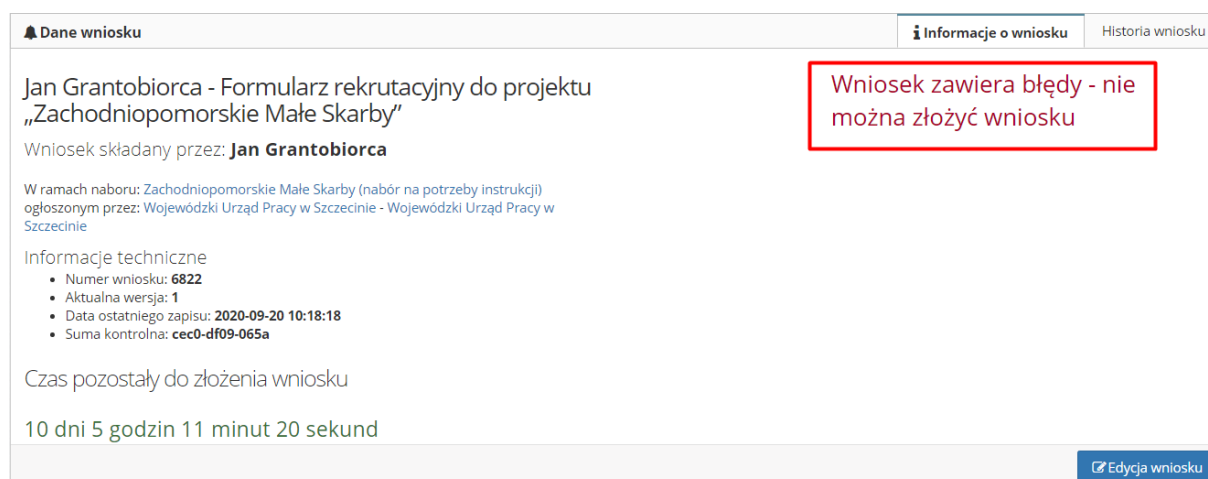 Dane wniosku
Informacje o wniosku
Historia wniosku
Jan Grantobiorca - Formularz rekrutacyjny do projektu
„Zachodniopomorskie Małe Skarby”
Wniosek składany przez: Jan Grantobiorca
W ramach naboru: Zachodniopomorskie Małe Skarby (nabór na potrzeby instrukcji)
ogłoszonym przez: Wojewódzki Urząd Pracy w Szczecinie - Wojewódzki Urząd Pracy w
Szczecinie
Informacje techniczne
• Numer wniosku: 6822
• Aktualna wersja: 1
• Data ostatniego zapisu: 2020-09-20 10:18:18
• Suma kontrolna: cec0-df09-065a
Czas pozostały do złożenia wniosku
10 dni 5 godzin 11 minut 20 sekund
Wniosek zawiera błędy - nie
można złożyć wniosku
Edycja wniosku